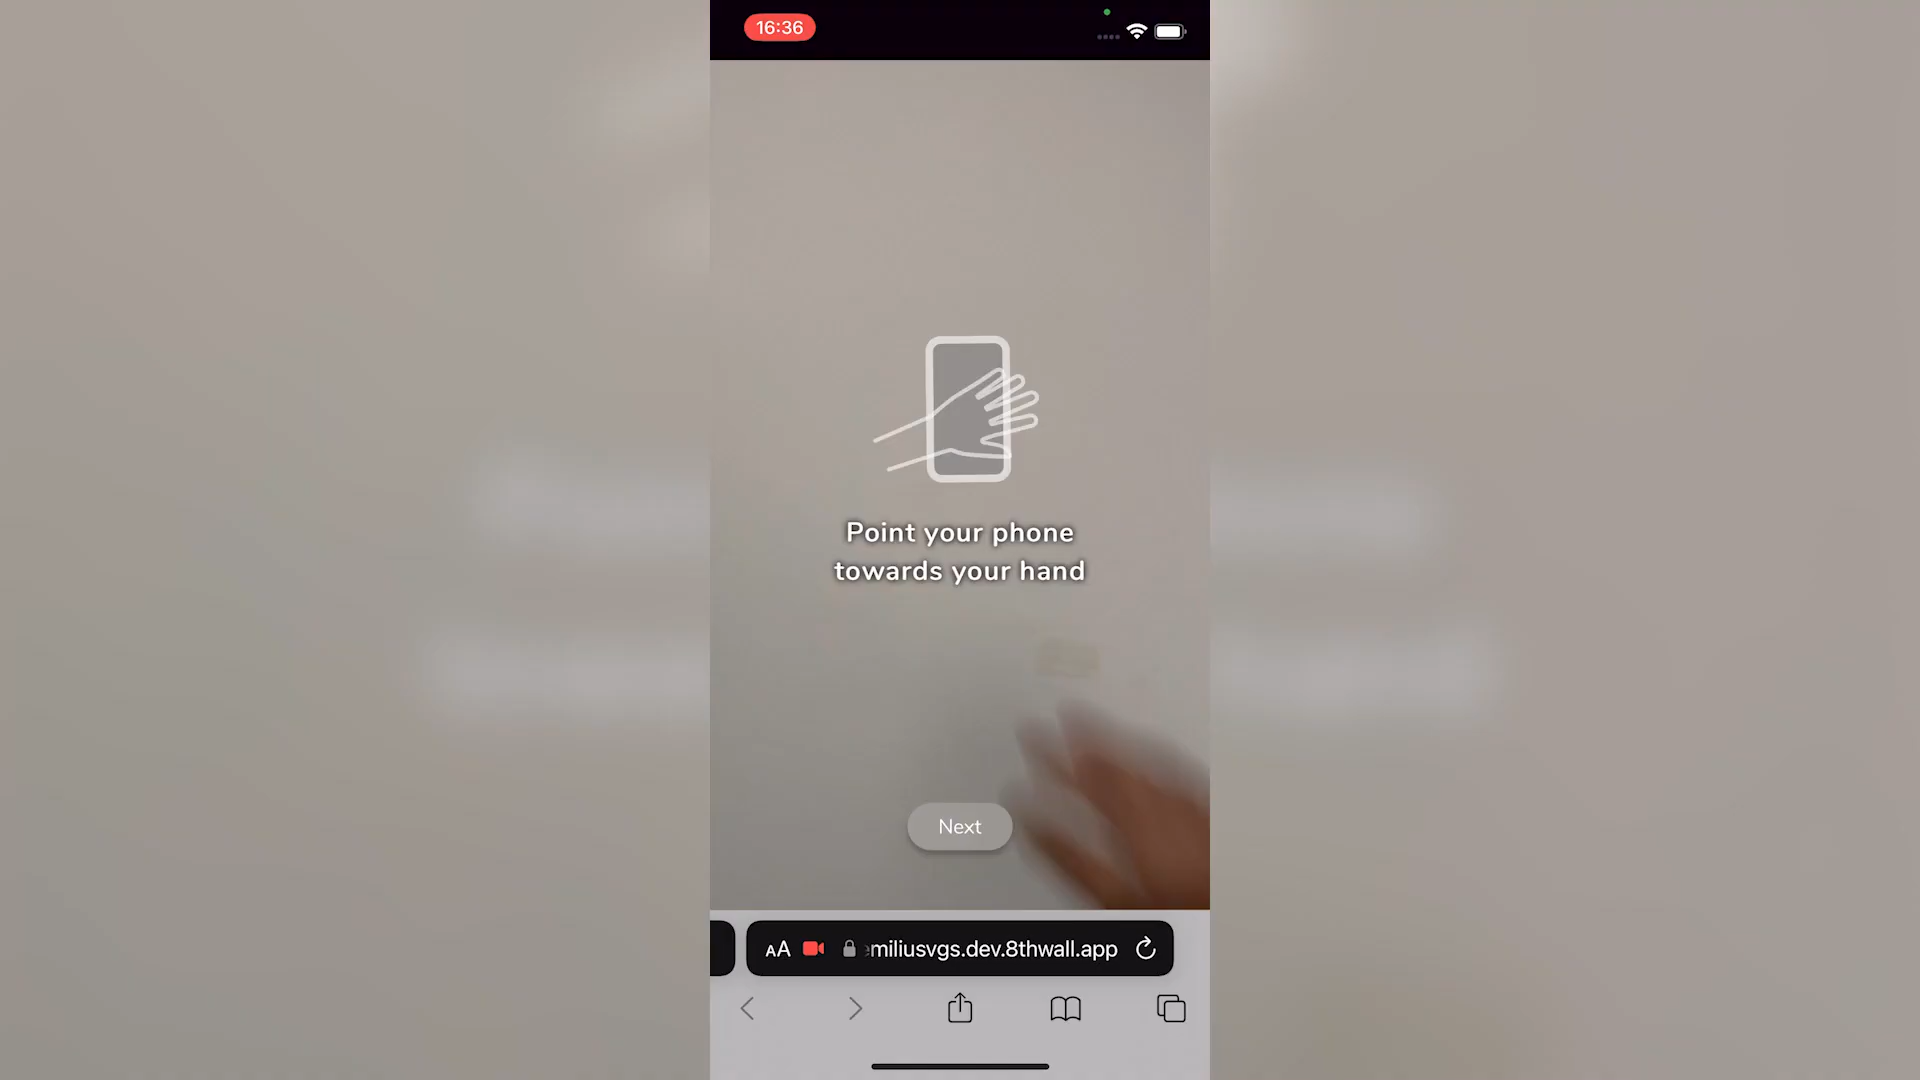 16:36
Point your phone
towards your hand
Next
AA miliusvgs.dev.8thwall.app